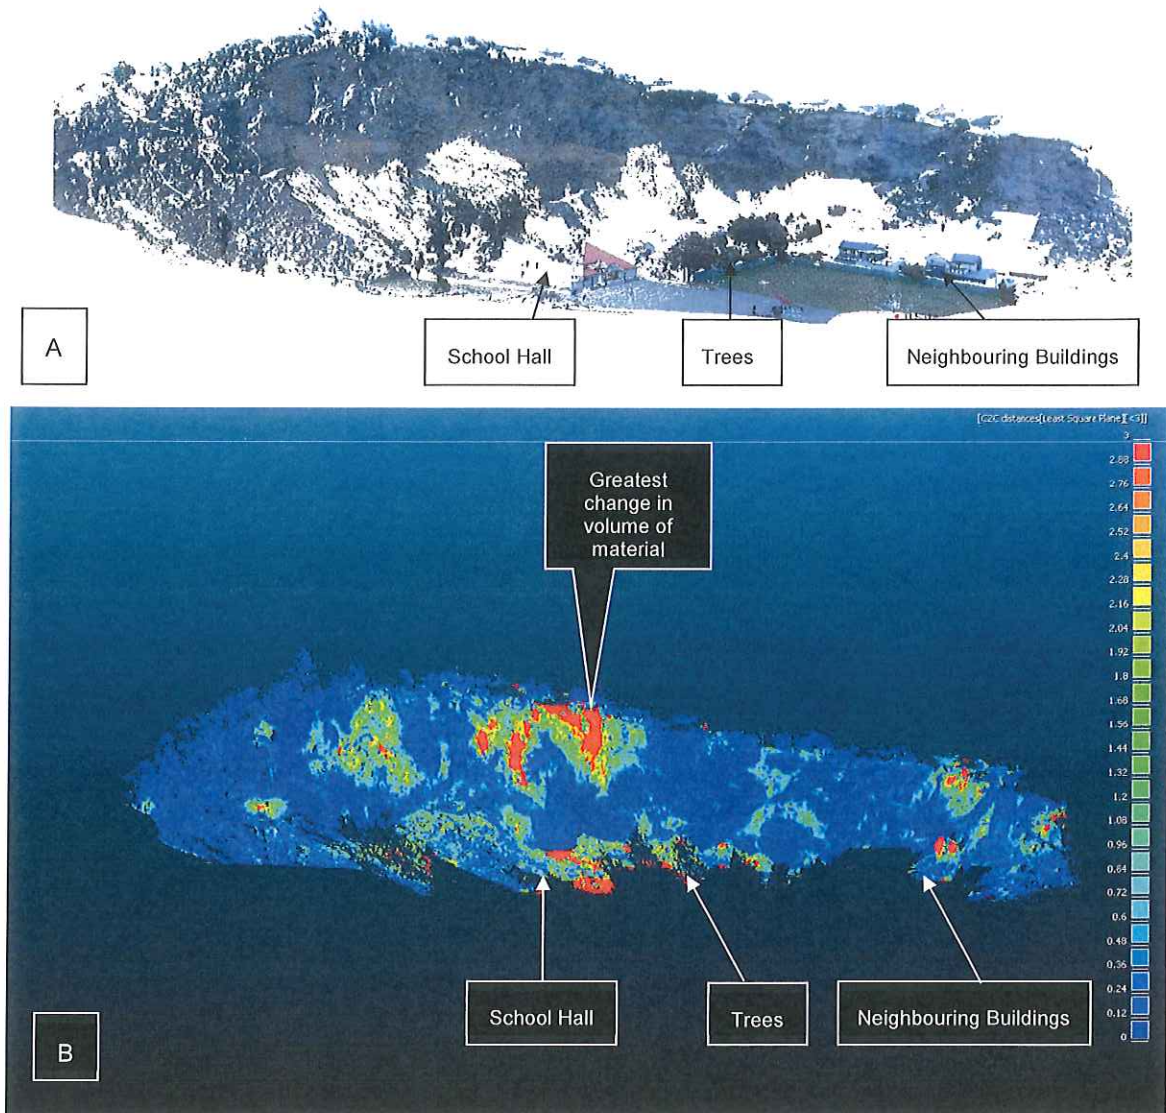 A
School Hall
Trees
Neighbouring Buildings
[C2C distances[Least Square Plane][<3]]
Greatest
change in
volume of
material
3
2.88
2.76
2.64
2.52
2.4
2.28
2.16
2.04
1.92
1.8
1.68
1.56
1.44
1.32
1.2
1.08
0.96
0.84
0.72
0.6
0.48
0.36
0.24
0.12
0
School Hall
Trees
Neighbouring Buildings
B